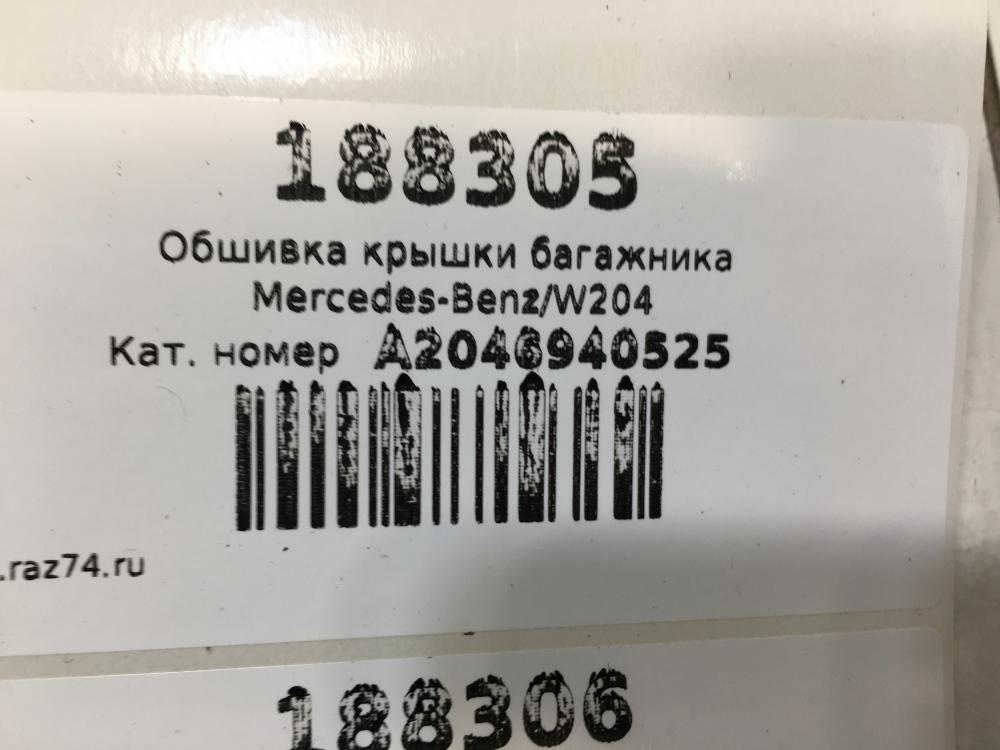 188305
Обшивка крышки багажника
Mercedes-Benz/W204
Кат. номер A2046940525
.raz74.ru
188306